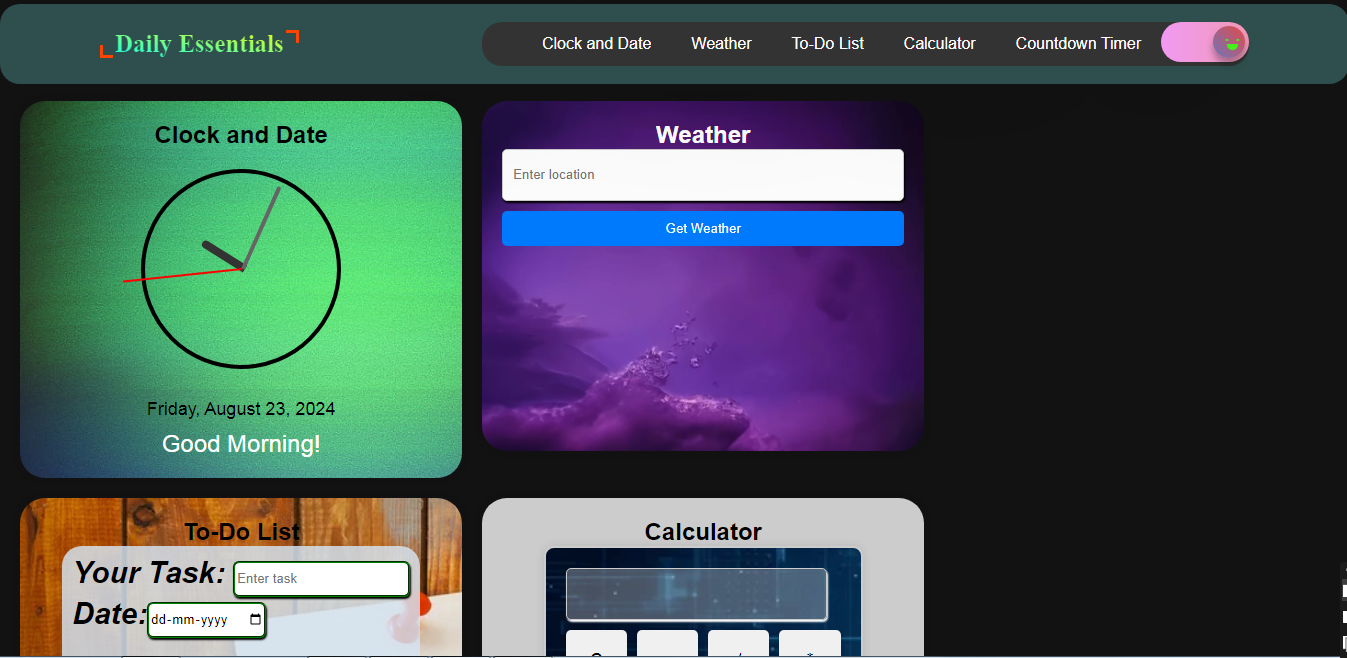 Daily Essentials
Clock and Date
Weather
To-Do List
Calculator
Countdown Timer
Clock and Date
Friday, August 23, 2024
Good Morning!
Weather
Enter location
Get Weather
To-Do List
Your Task: Enter task
Date: dd-mm-yyyy
Calculator